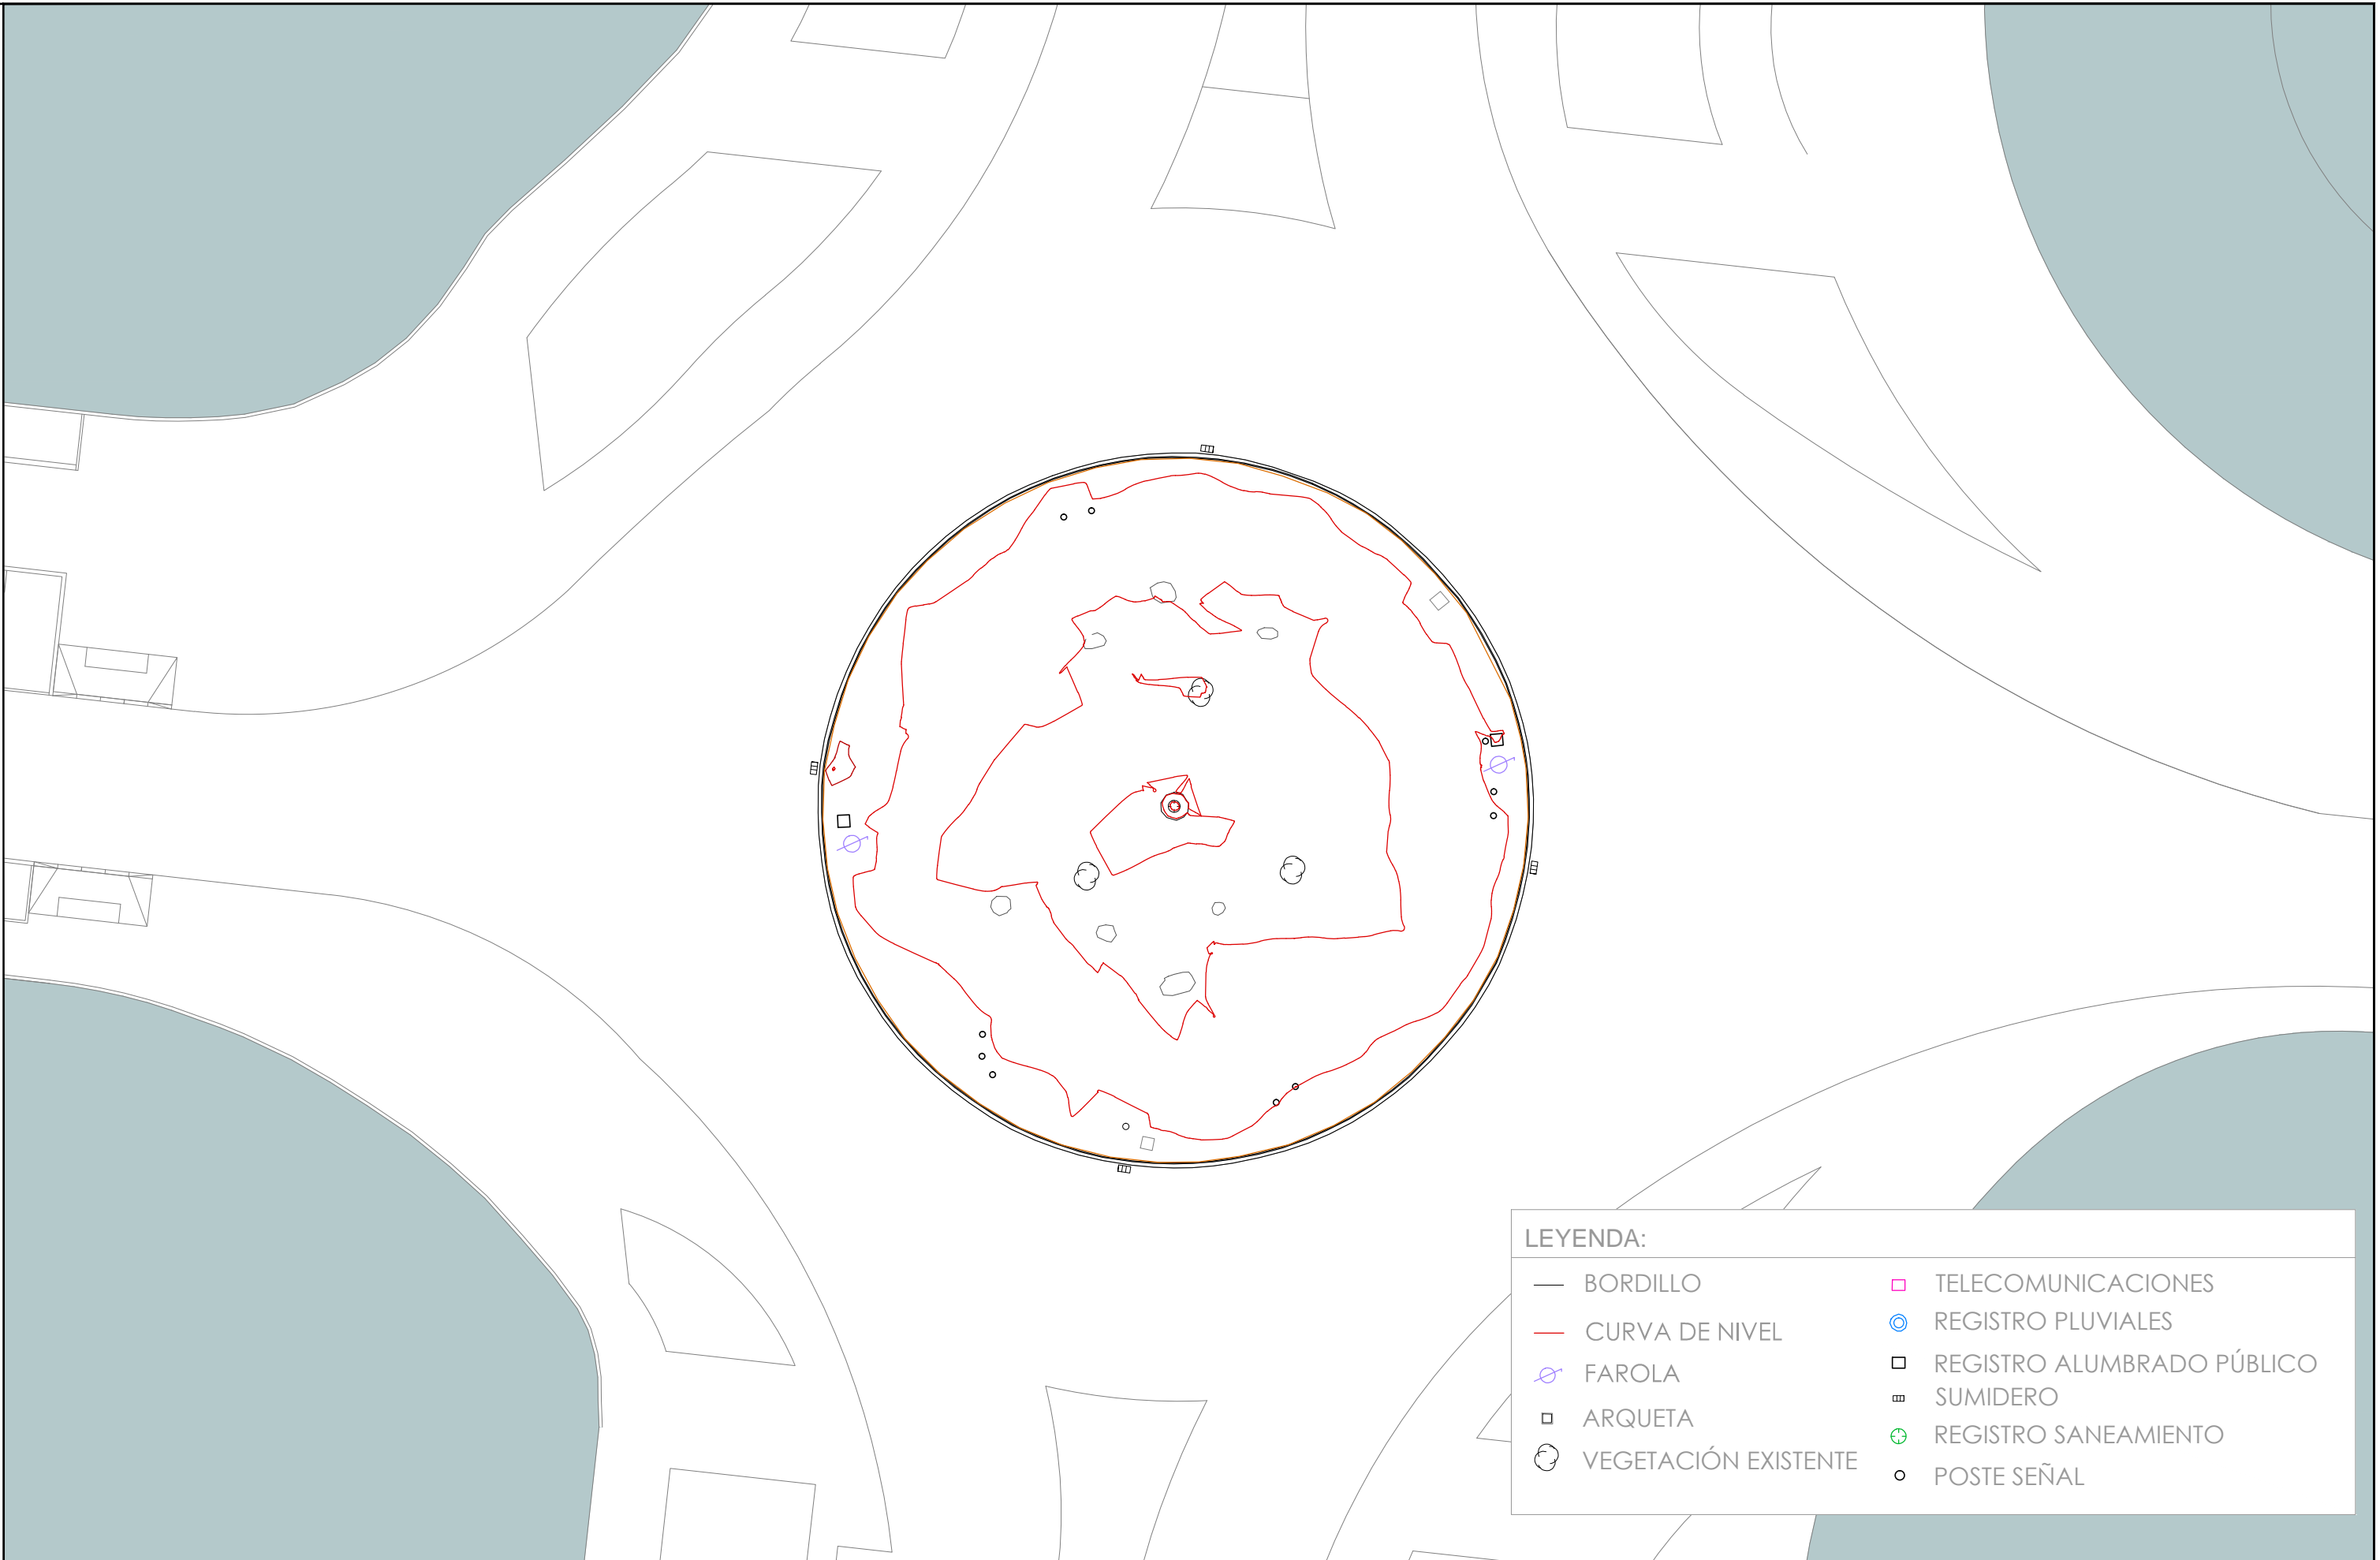 LEYENDA:
BORDILLO
CURVA DE NIVEL
FAROLA
ARQUETA
VEGETACIÓN EXISTENTE
TELECOMUNICACIONES
REGISTRO PLUVIALES
REGISTRO ALUMBRADO PÚBLICO
SUMIDERO
REGISTRO SANEAMIENTO
POSTE SEÑAL